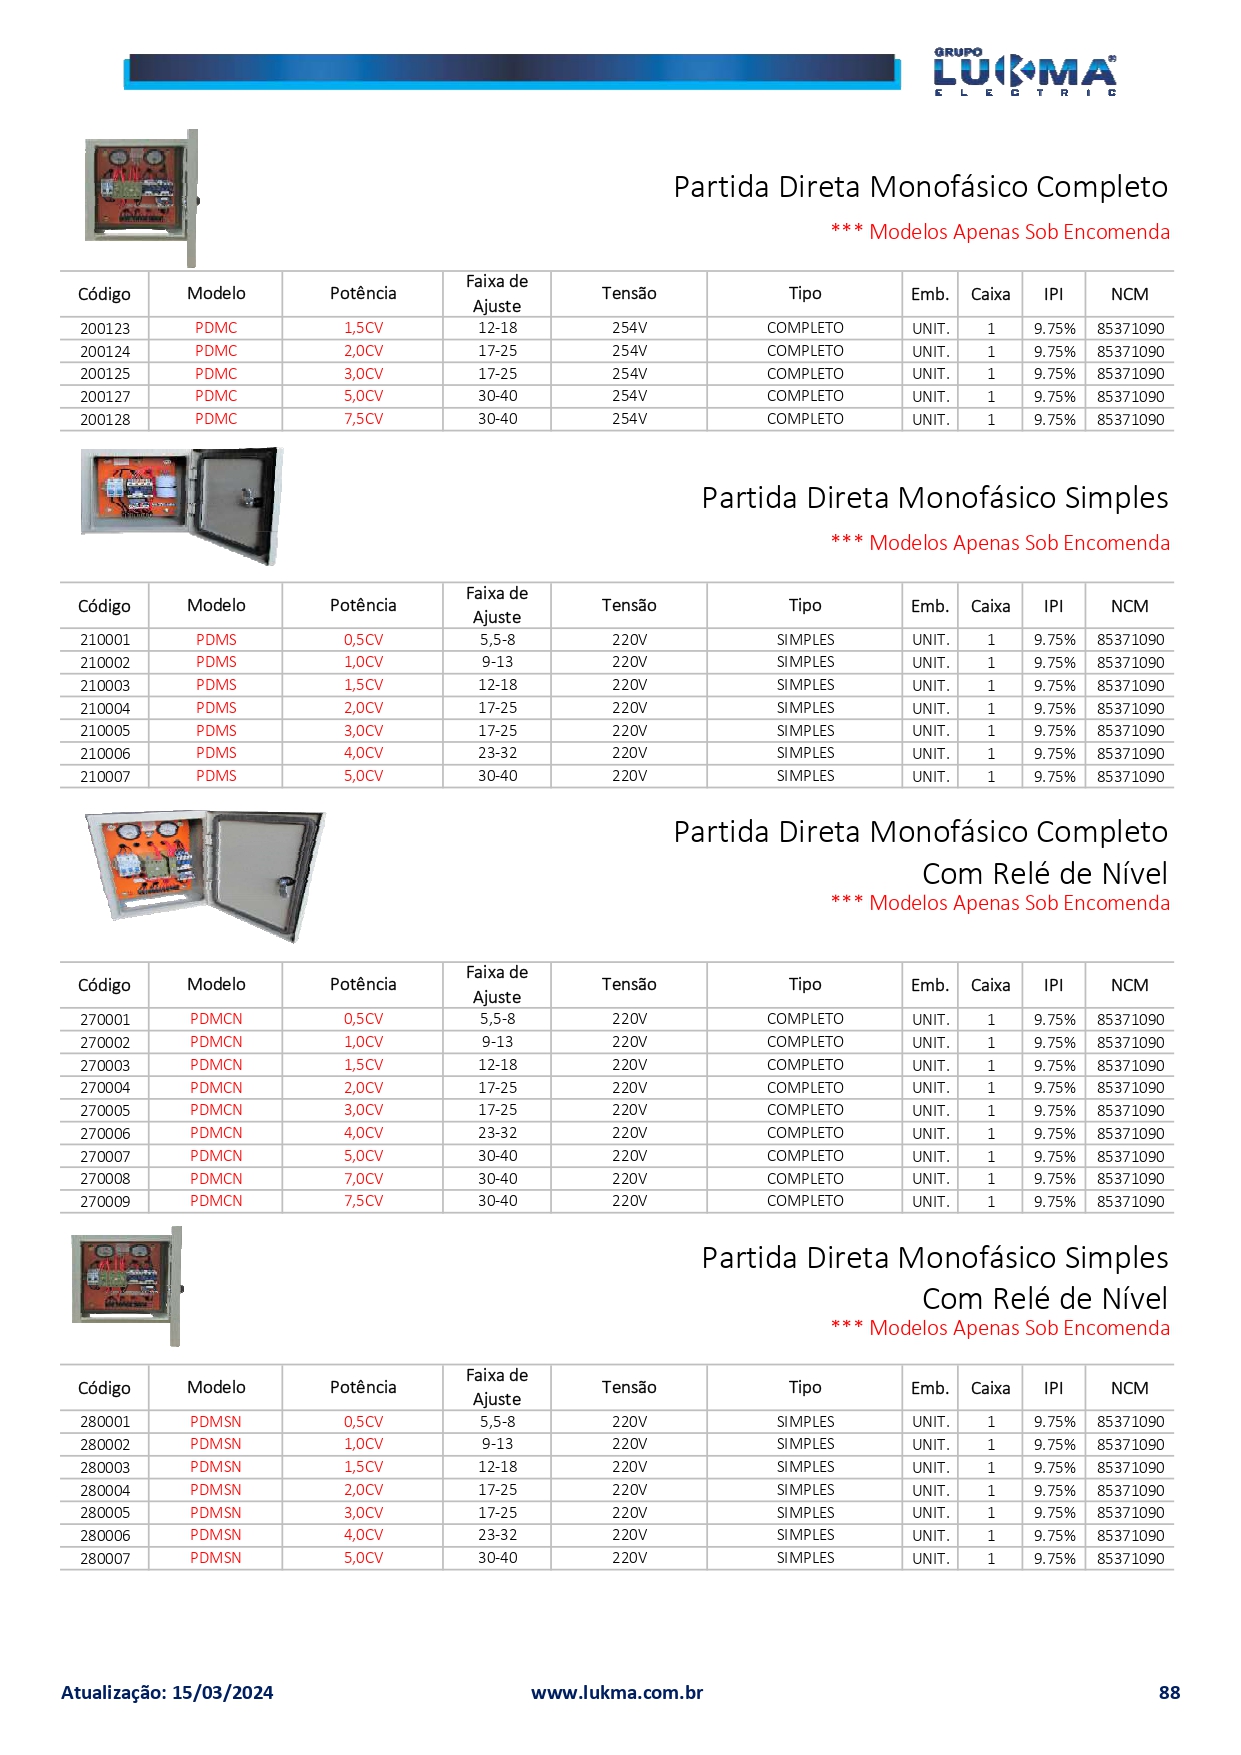 GRUPO
LUKMA®
ELECTRIC
Partida Direta Monofásico Completo
*** Modelos Apenas Sob Encomenda
Código Modelo Potência Faixa de Ajuste Tensão Tipo Emb. Caixa IPI NCM
200123 PDMC 1,5CV 12-18 254V COMPLETO UNIT. 1 9.75% 85371090
200124 PDMC 2,0CV 17-25 254V COMPLETO UNIT. 1 9.75% 85371090
200125 PDMC 3,0CV 17-25 254V COMPLETO UNIT. 1 9.75% 85371090
200127 PDMC 5,0CV 30-40 254V COMPLETO UNIT. 1 9.75% 85371090
200128 PDMC 7,5CV 30-40 254V COMPLETO UNIT. 1 9.75% 85371090
Partida Direta Monofásico Simples
*** Modelos Apenas Sob Encomenda
Código Modelo Potência Faixa de Ajuste Tensão Tipo Emb. Caixa IPI NCM
210001 PDMS 0,5CV 5,5-8 220V SIMPLES UNIT. 1 9.75% 85371090
210002 PDMS 1,0CV 9-13 220V SIMPLES UNIT. 1 9.75% 85371090
210003 PDMS 1,5CV 12-18 220V SIMPLES UNIT. 1 9.75% 85371090
210004 PDMS 2,0CV 17-25 220V SIMPLES UNIT. 1 9.75% 85371090
210005 PDMS 3,0CV 17-25 220V SIMPLES UNIT. 1 9.75% 85371090
210006 PDMS 4,0CV 23-32 220V SIMPLES UNIT. 1 9.75% 85371090
210007 PDMS 5,0CV 30-40 220V SIMPLES UNIT. 1 9.75% 85371090
Partida Direta Monofásico Completo
Com Relé de Nível
*** Modelos Apenas Sob Encomenda
Código Modelo Potência Faixa de Ajuste Tensão Tipo Emb. Caixa IPI NCM
270001 PDMCN 0,5CV 5,5-8 220V COMPLETO UNIT. 1 9.75% 85371090
270002 PDMCN 1,0CV 9-13 220V COMPLETO UNIT. 1 9.75% 85371090
270003 PDMCN 1,5CV 12-18 220V COMPLETO UNIT. 1 9.75% 85371090
270004 PDMCN 2,0CV 17-25 220V COMPLETO UNIT. 1 9.75% 85371090
270005 PDMCN 3,0CV 17-25 220V COMPLETO UNIT. 1 9.75% 85371090
270006 PDMCN 4,0CV 23-32 220V COMPLETO UNIT. 1 9.75% 85371090
270007 PDMCN 5,0CV 30-40 220V COMPLETO UNIT. 1 9.75% 85371090
270008 PDMCN 7,0CV 30-40 220V COMPLETO UNIT. 1 9.75% 85371090
270009 PDMCN 7,5CV 30-40 220V COMPLETO UNIT. 1 9.75% 85371090
Partida Direta Monofásico Simples
Com Relé de Nível
*** Modelos Apenas Sob Encomenda
Código Modelo Potência Faixa de Ajuste Tensão Tipo Emb. Caixa IPI NCM
280001 PDMSN 0,5CV 5,5-8 220V SIMPLES UNIT. 1 9.75% 85371090
280002 PDMSN 1,0CV 9-13 220V SIMPLES UNIT. 1 9.75% 85371090
280003 PDMSN 1,5CV 12-18 220V SIMPLES UNIT. 1 9.75% 85371090
280004 PDMSN 2,0CV 17-25 220V SIMPLES UNIT. 1 9.75% 85371090
280005 PDMSN 3,0CV 17-25 220V SIMPLES UNIT. 1 9.75% 85371090
280006 PDMSN 4,0CV 23-32 220V SIMPLES UNIT. 1 9.75% 85371090
280007 PDMSN 5,0CV 30-40 220V SIMPLES UNIT. 1 9.75% 85371090
Atualização: 15/03/2024 www.lukma.com.br 88